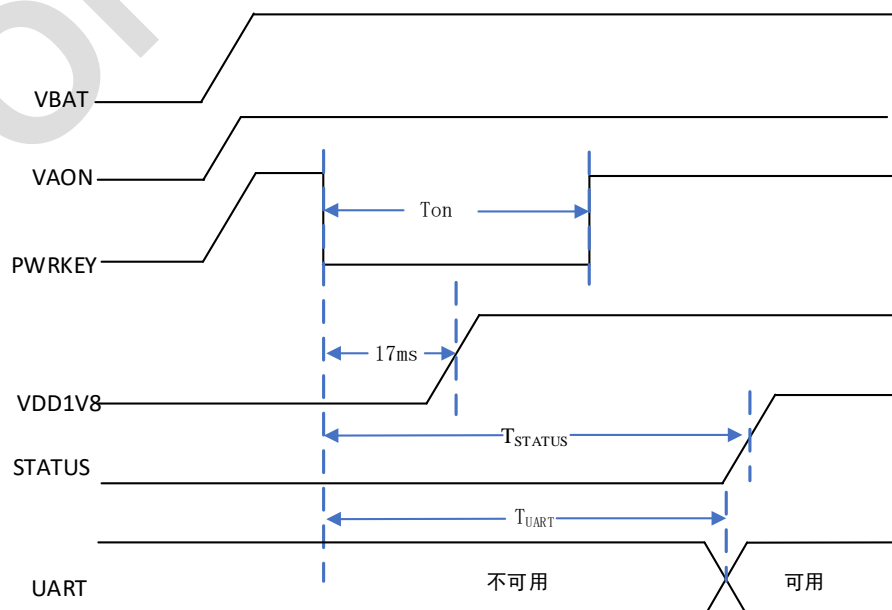 VBAT
VAON
Ton
PWRKEY
17ms
VDD1V8
TSTATUS
STATUS
TUART
UART
不可用
可用